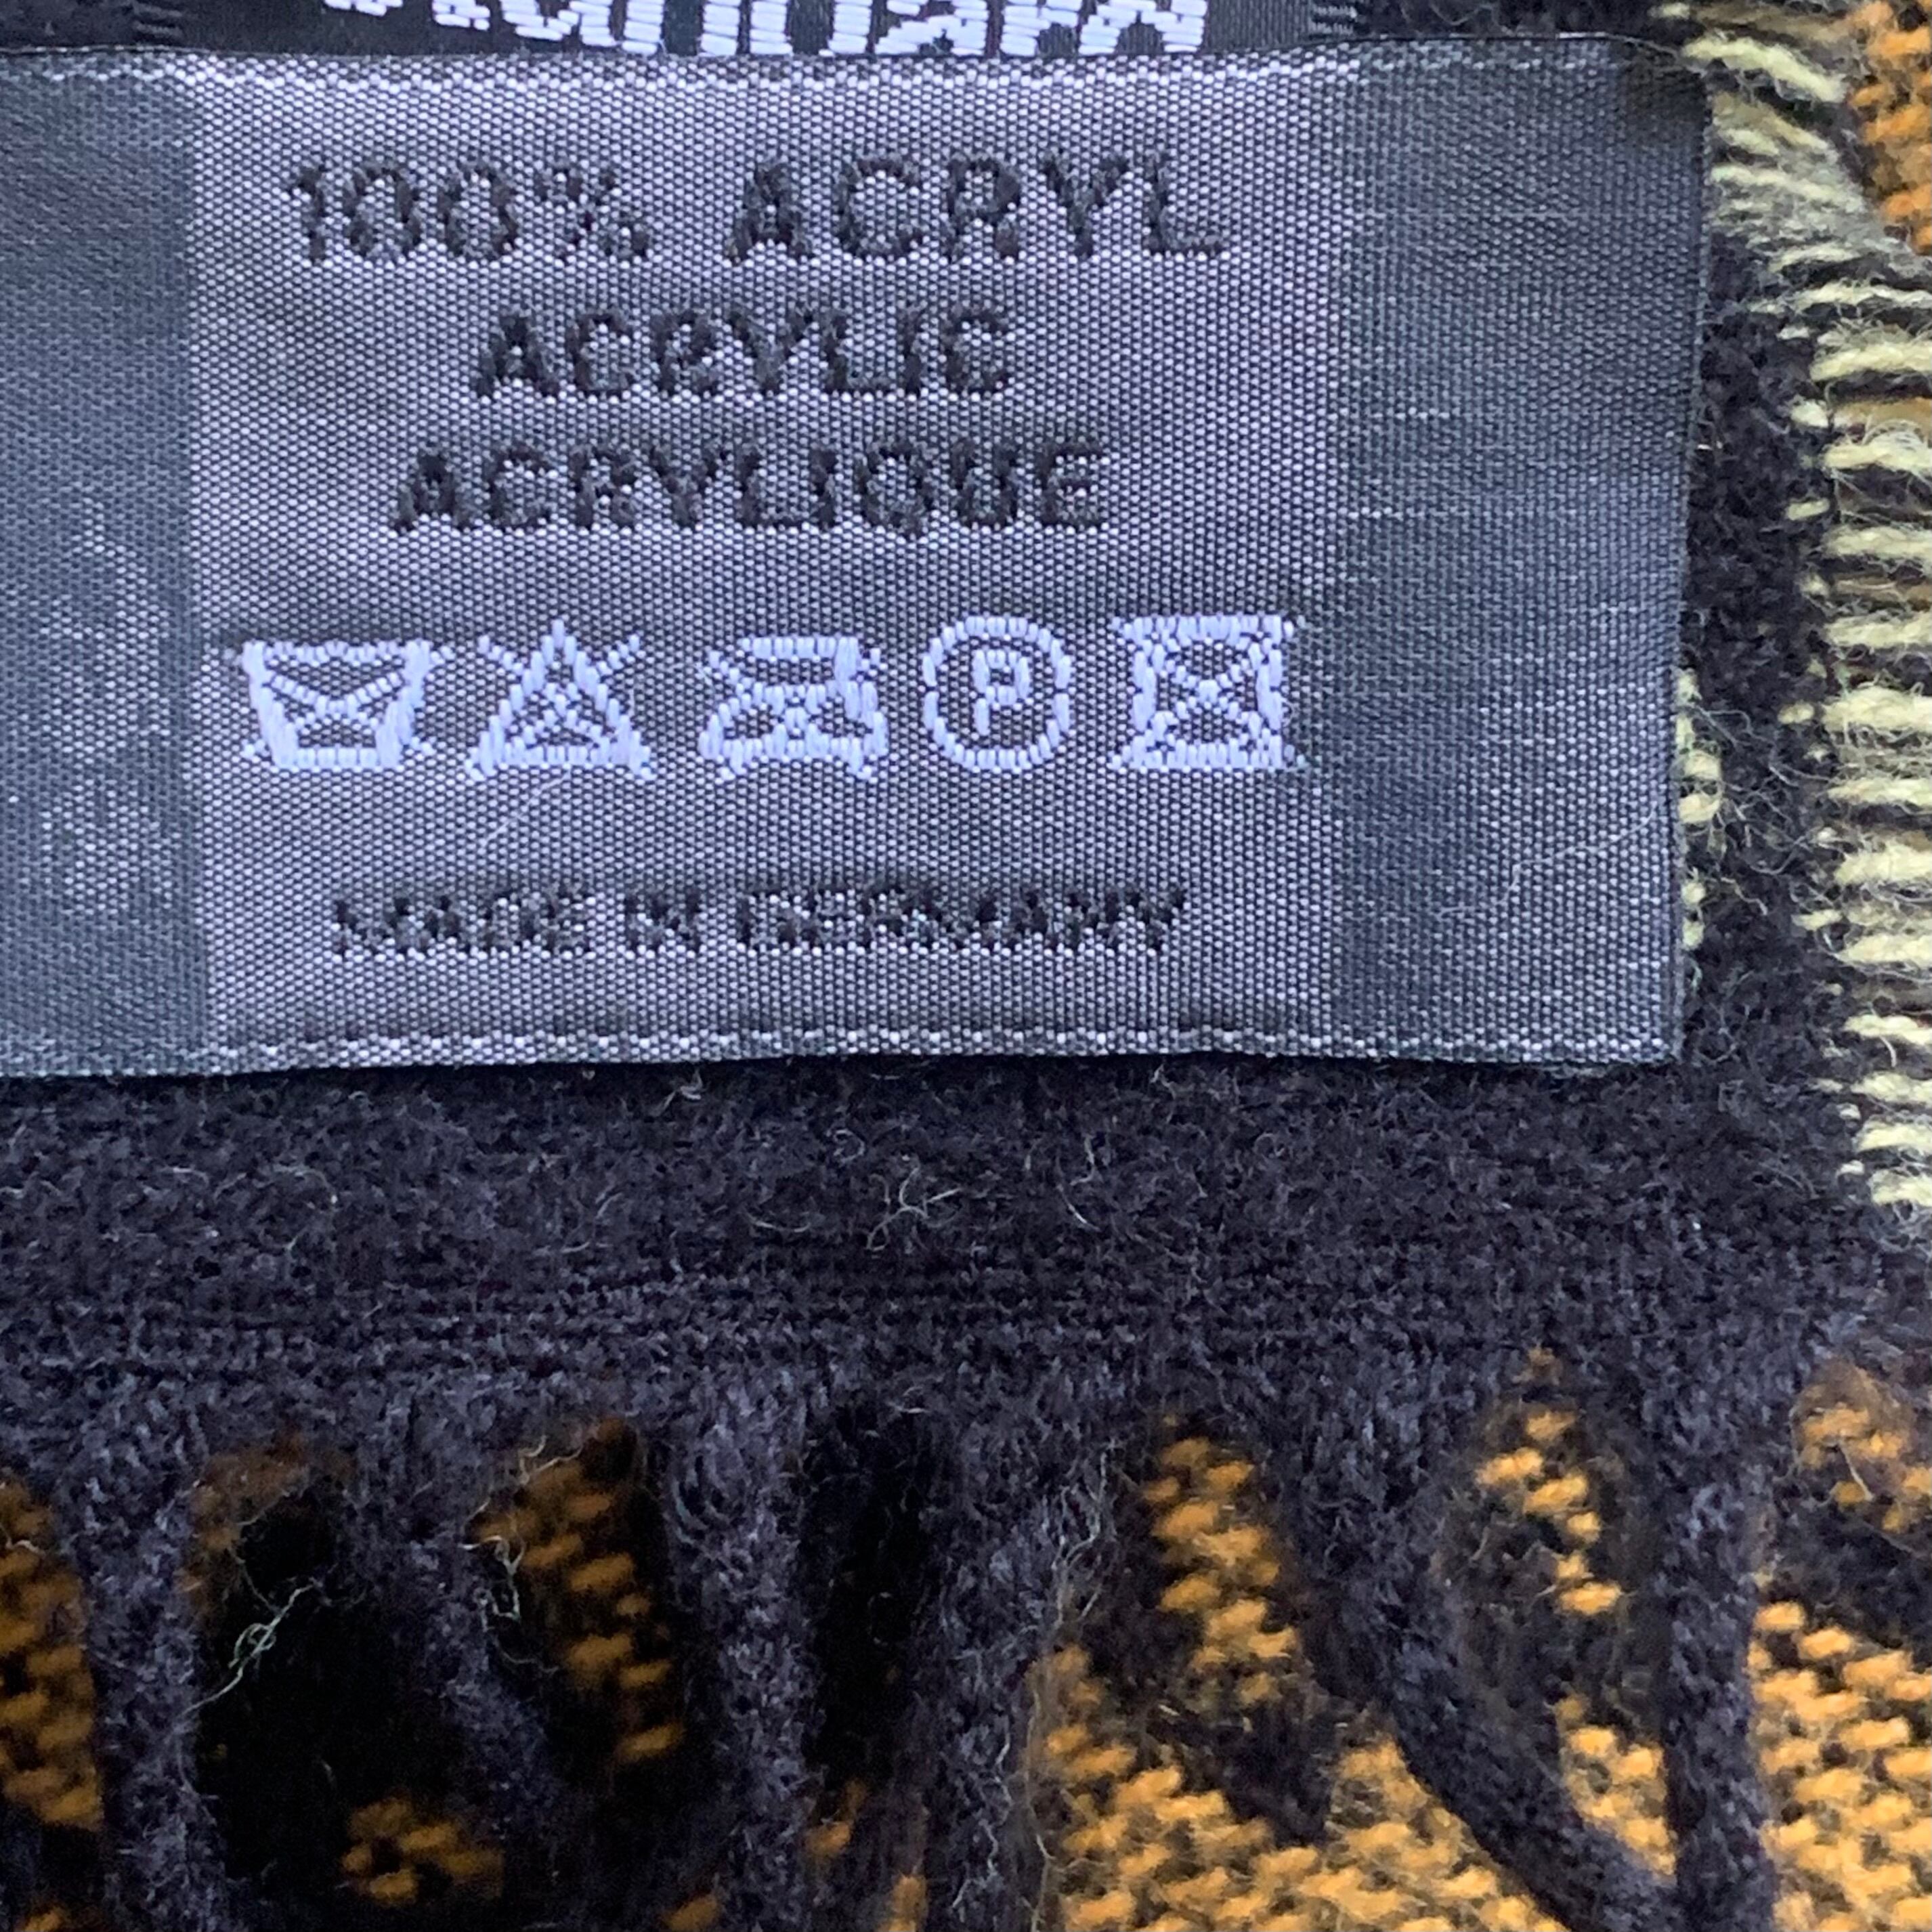 100% ACRYL
ACRYLIC
ACRYLIQUE
P
MADE IN GERMANY